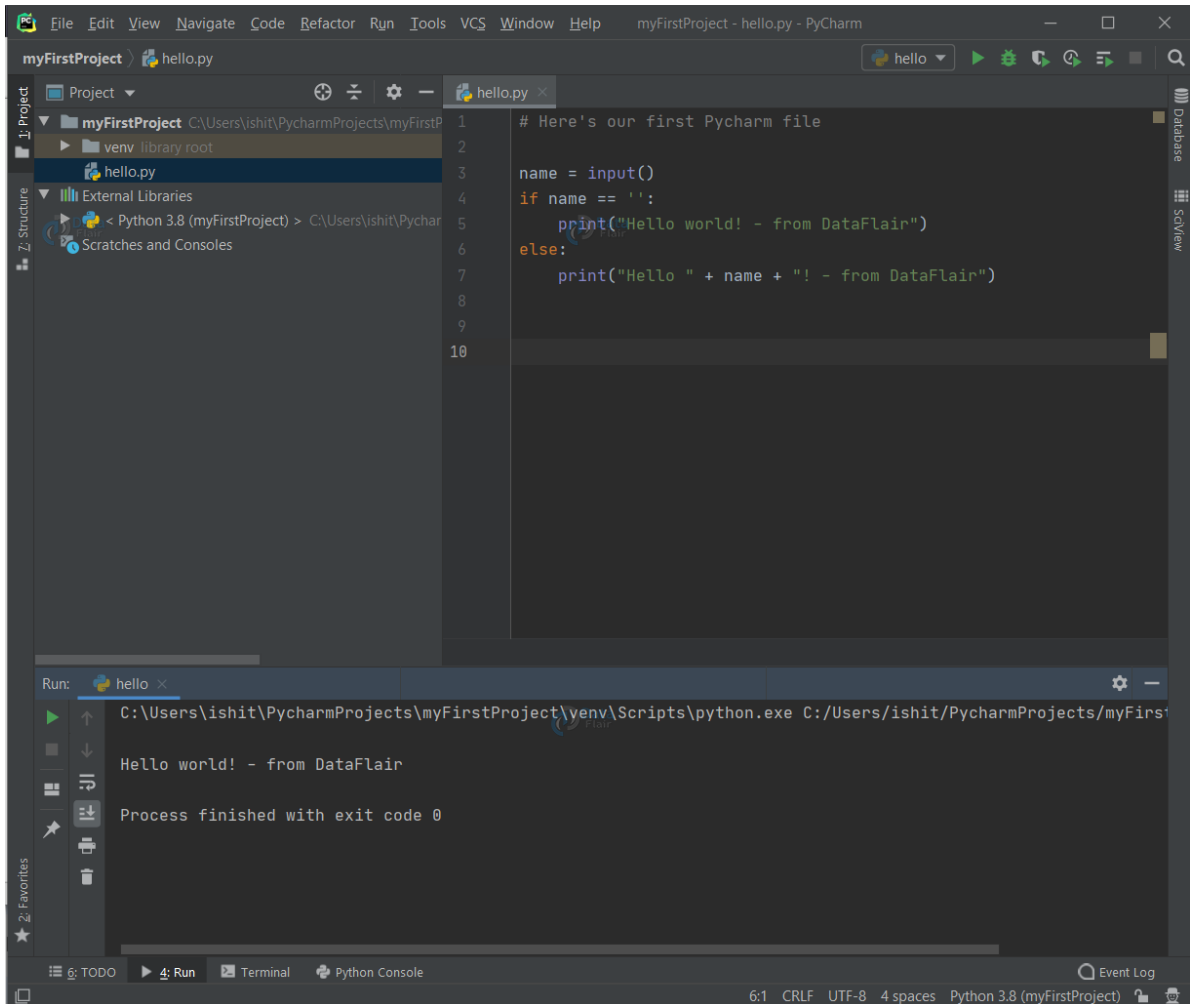 File Edit View Navigate Code Refactor Run Tools VCS Window Help myFirstProject - hello.py - PyCharm
myFirstProject hello.py hello
1: Project
Project
myFirstProject C:\Users\ishit\PycharmProjects\myFirstP
venv library root
hello.py
External Libraries
< Python 3.8 (myFirstProject) > C:\Users\ishit\Pychar
Scratches and Consoles
Z: Structure
hello.py
1 # Here's our first Pycharm file
2
3 name = input()
4 if name == '':
5     print("Hello world! - from DataFlair")
6 else:
7     print("Hello " + name + "! - from DataFlair")
8
9
10
Database
SciView
Run: hello
C:\Users\ishit\PycharmProjects\myFirstProject\venv\Scripts\python.exe C:/Users/ishit/PycharmProjects/myFirst
Flair
Hello world! - from DataFlair
Process finished with exit code 0
2: Favorites
6: TODO 4: Run Terminal Python Console Event Log
6:1 CRLF UTF-8 4 spaces Python 3.8 (myFirstProject)